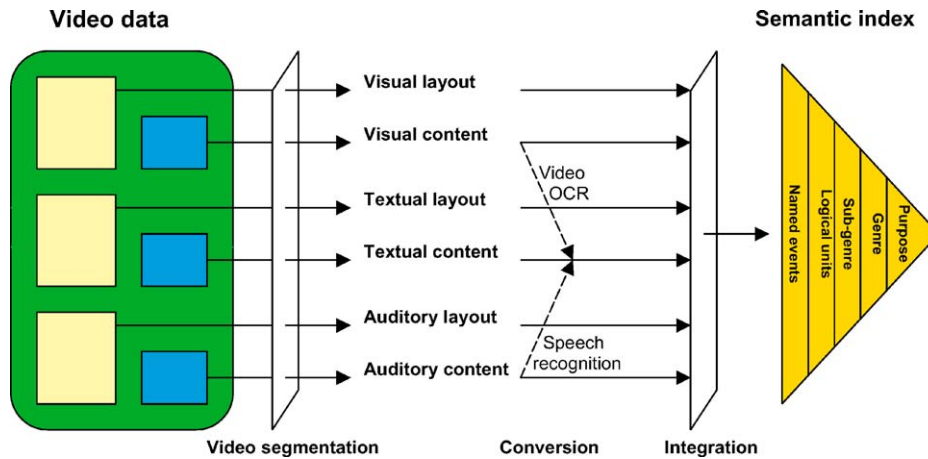 Video data
Semantic index
Visual layout
Visual content
Video
OCR
Textual layout
Textual content
Auditory layout
Speech
recognition
Auditory content
Named events
Logical units
Sub-genre
Genre
Purpose
Video segmentation
Conversion
Integration